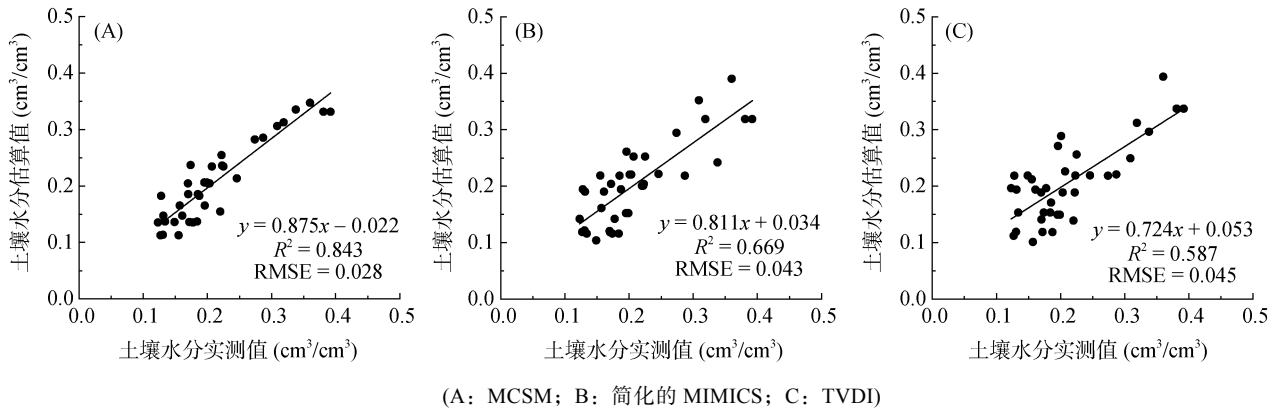 (A)
土壤水分估算值 (cm³/cm³)
0.5
0.4
0.3
0.2
0.1
0.0
y = 0.875x – 0.022
R² = 0.843
RMSE = 0.028
0.0 0.1 0.2 0.3 0.4 0.5
土壤水分实测值 (cm³/cm³)
(B)
土壤水分估算值 (cm³/cm³)
0.5
0.4
0.3
0.2
0.1
0.0
y = 0.811x + 0.034
R² = 0.669
RMSE = 0.043
0.0 0.1 0.2 0.3 0.4 0.5
土壤水分实测值 (cm³/cm³)
(C)
土壤水分估算值 (cm³/cm³)
0.5
0.4
0.3
0.2
0.1
0.0
y = 0.724x + 0.053
R² = 0.587
RMSE = 0.045
0.0 0.1 0.2 0.3 0.4 0.5
土壤水分实测值 (cm³/cm³)
(A：MCSM；B：简化的 MIMICS；C：TVDI)